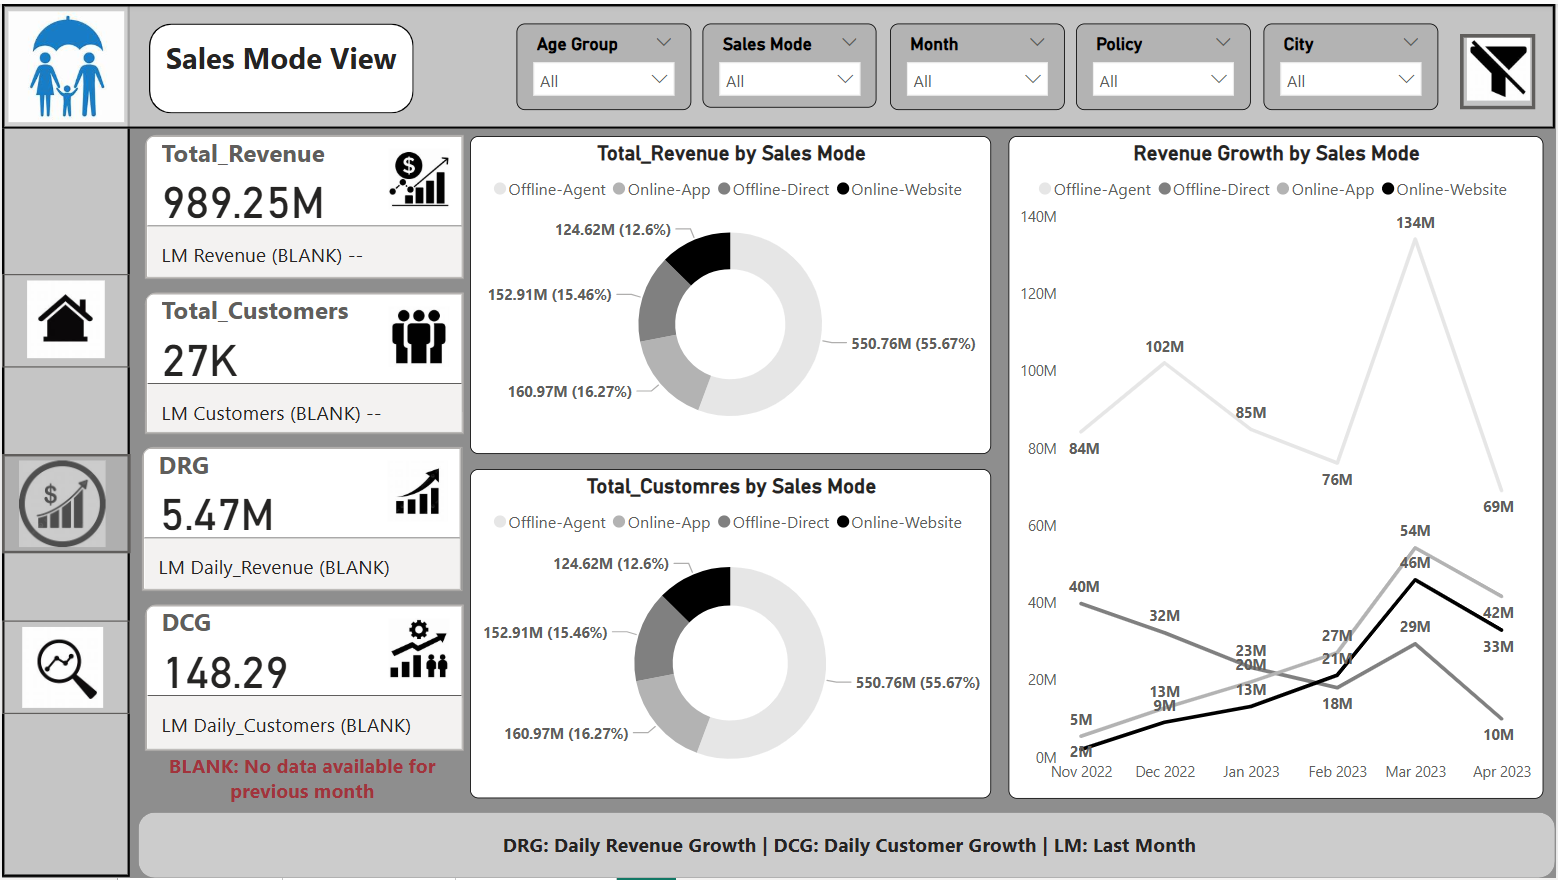 Sales Mode View
Age Group
All
Sales Mode
All
Month
All
Policy
All
City
All
Total_Revenue
989.25M
LM Revenue (BLANK) --
Total_Customers
27K
LM Customers (BLANK) --
DRG
5.47M
LM Daily_Revenue (BLANK)
DCG
148.29
LM Daily_Customers (BLANK)
BLANK: No data available for
previous month
Total_Revenue by Sales Mode
Offline-Agent Online-App Offline-Direct Online-Website
124.62M (12.6%)
152.91M (15.46%)
550.76M (55.67%)
160.97M (16.27%)
Total_Customres by Sales Mode
Offline-Agent Online-App Offline-Direct Online-Website
124.62M (12.6%)
152.91M (15.46%)
550.76M (55.67%)
160.97M (16.27%)
Revenue Growth by Sales Mode
Offline-Agent Offline-Direct Online-App Online-Website
140M
120M
100M
80M
60M
40M
20M
0M
84M
102M
85M
76M
134M
69M
40M
32M
23M
18M
29M
10M
5M
13M
20M
27M
54M
42M
2M
9M
13M
21M
46M
33M
Nov 2022 Dec 2022 Jan 2023 Feb 2023 Mar 2023 Apr 2023
DRG: Daily Revenue Growth | DCG: Daily Customer Growth | LM: Last Month